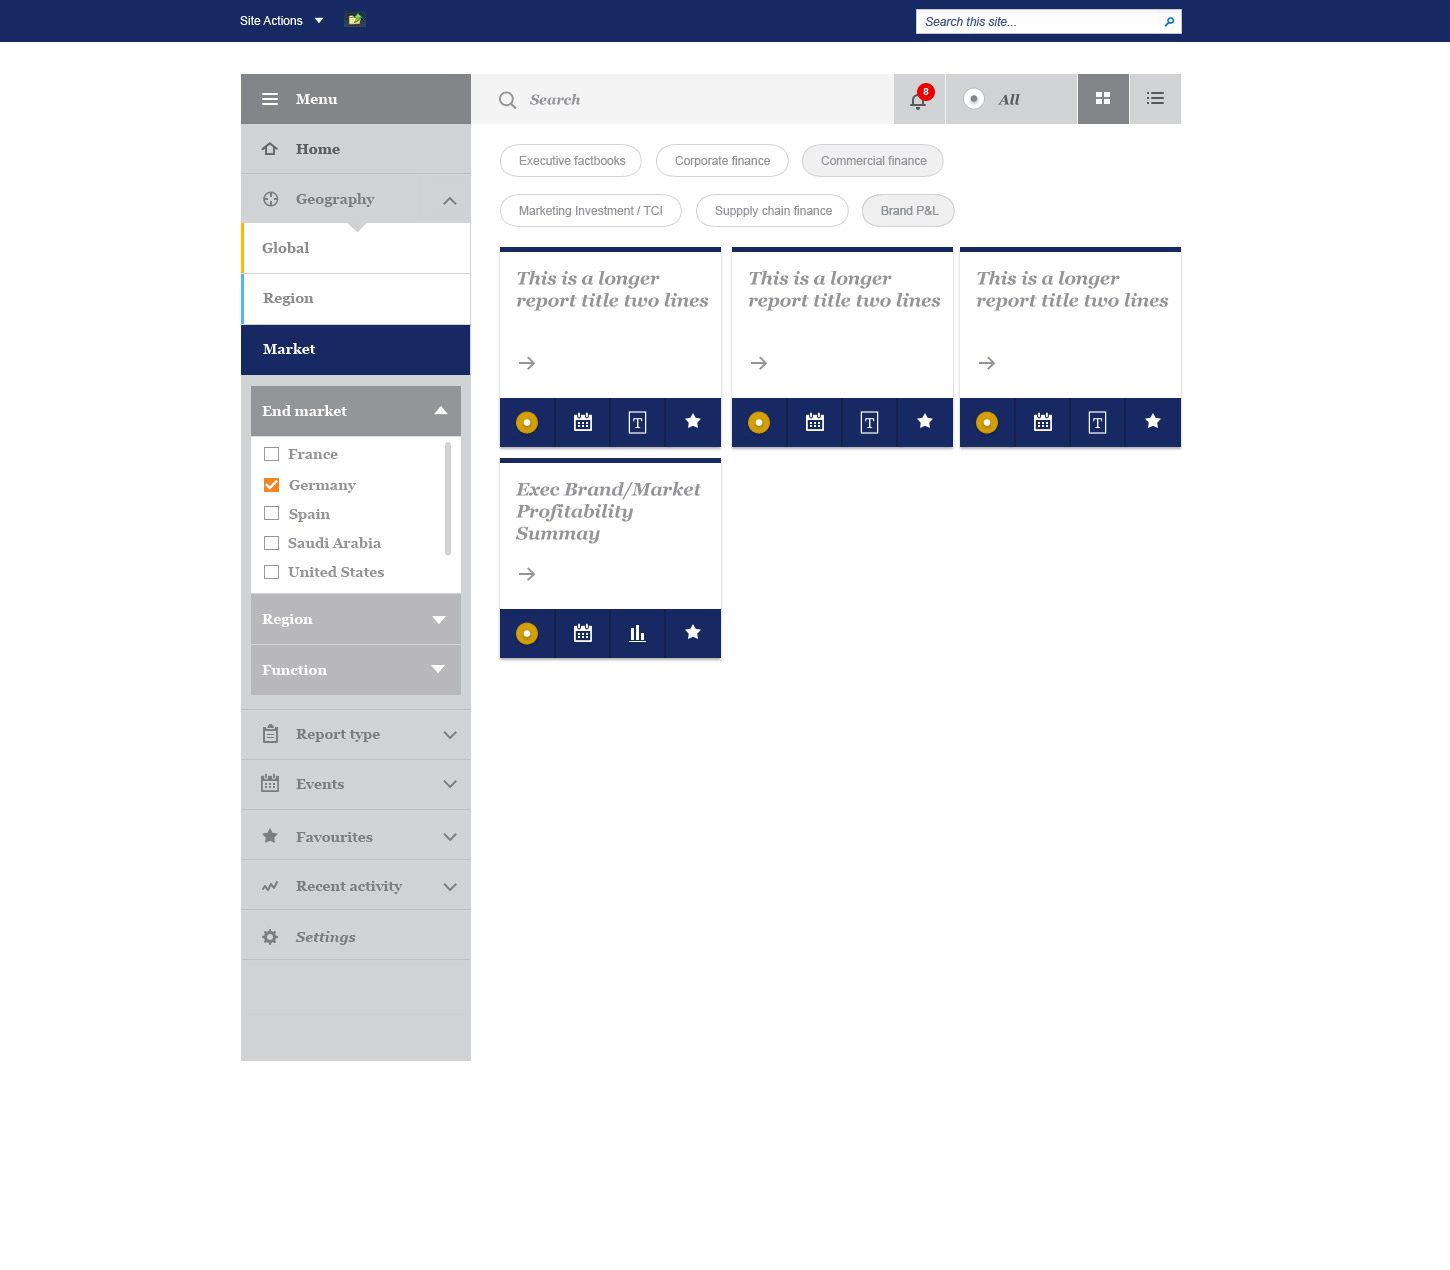 Site Actions
Search this site...
Menu
Search
8
All
Home
Geography
Global
Region
Market
End market
France
Germany
Spain
Saudi Arabia
United States
Region
Function
Report type
Events
Favourites
Recent activity
Settings
Executive factbooks
Corporate finance
Commercial finance
Marketing Investment / TCI
Suppply chain finance
Brand P&L
This is a longer
report title two lines
T
This is a longer
report title two lines
T
This is a longer
report title two lines
T
Exec Brand/Market
Profitability
Summay